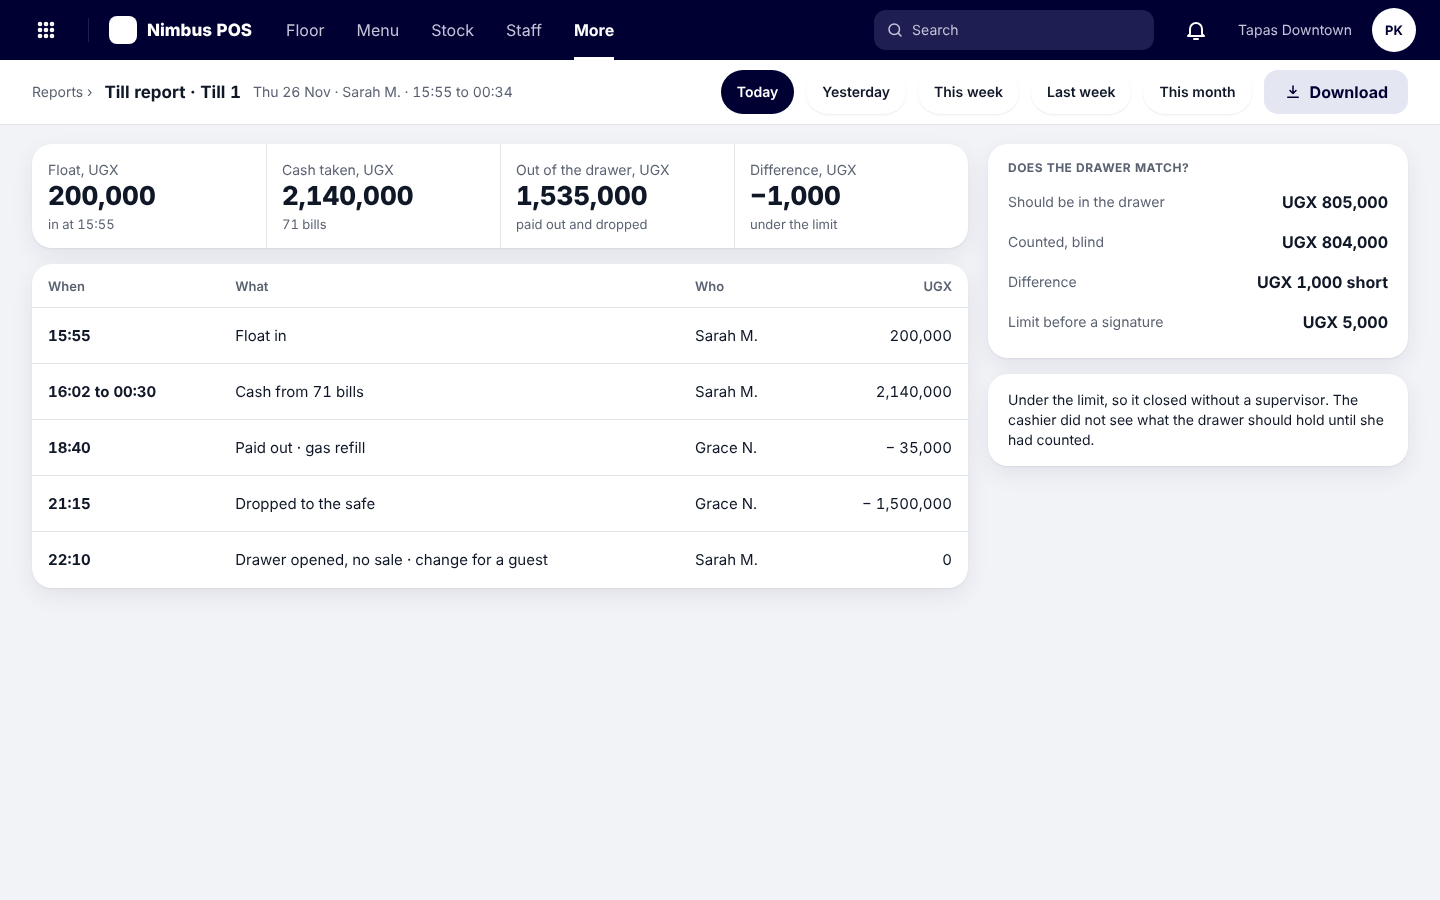 Nimbus POS
Floor
Menu
Stock
Staff
More
Search
Tapas Downtown
PK
Reports ›
Till report · Till 1
Thu 26 Nov · Sarah M. · 15:55 to 00:34
Today
Yesterday
This week
Last week
This month
Download
Float, UGX
200,000
in at 15:55
Cash taken, UGX
2,140,000
71 bills
Out of the drawer, UGX
1,535,000
paid out and dropped
Difference, UGX
−1,000
under the limit
When What Who UGX
15:55 Float in Sarah M. 200,000
16:02 to 00:30 Cash from 71 bills Sarah M. 2,140,000
18:40 Paid out · gas refill Grace N. − 35,000
21:15 Dropped to the safe Grace N. − 1,500,000
22:10 Drawer opened, no sale · change for a guest Sarah M. 0
DOES THE DRAWER MATCH?
Should be in the drawer UGX 805,000
Counted, blind UGX 804,000
Difference UGX 1,000 short
Limit before a signature UGX 5,000
Under the limit, so it closed without a supervisor. The
cashier did not see what the drawer should hold until she
had counted.